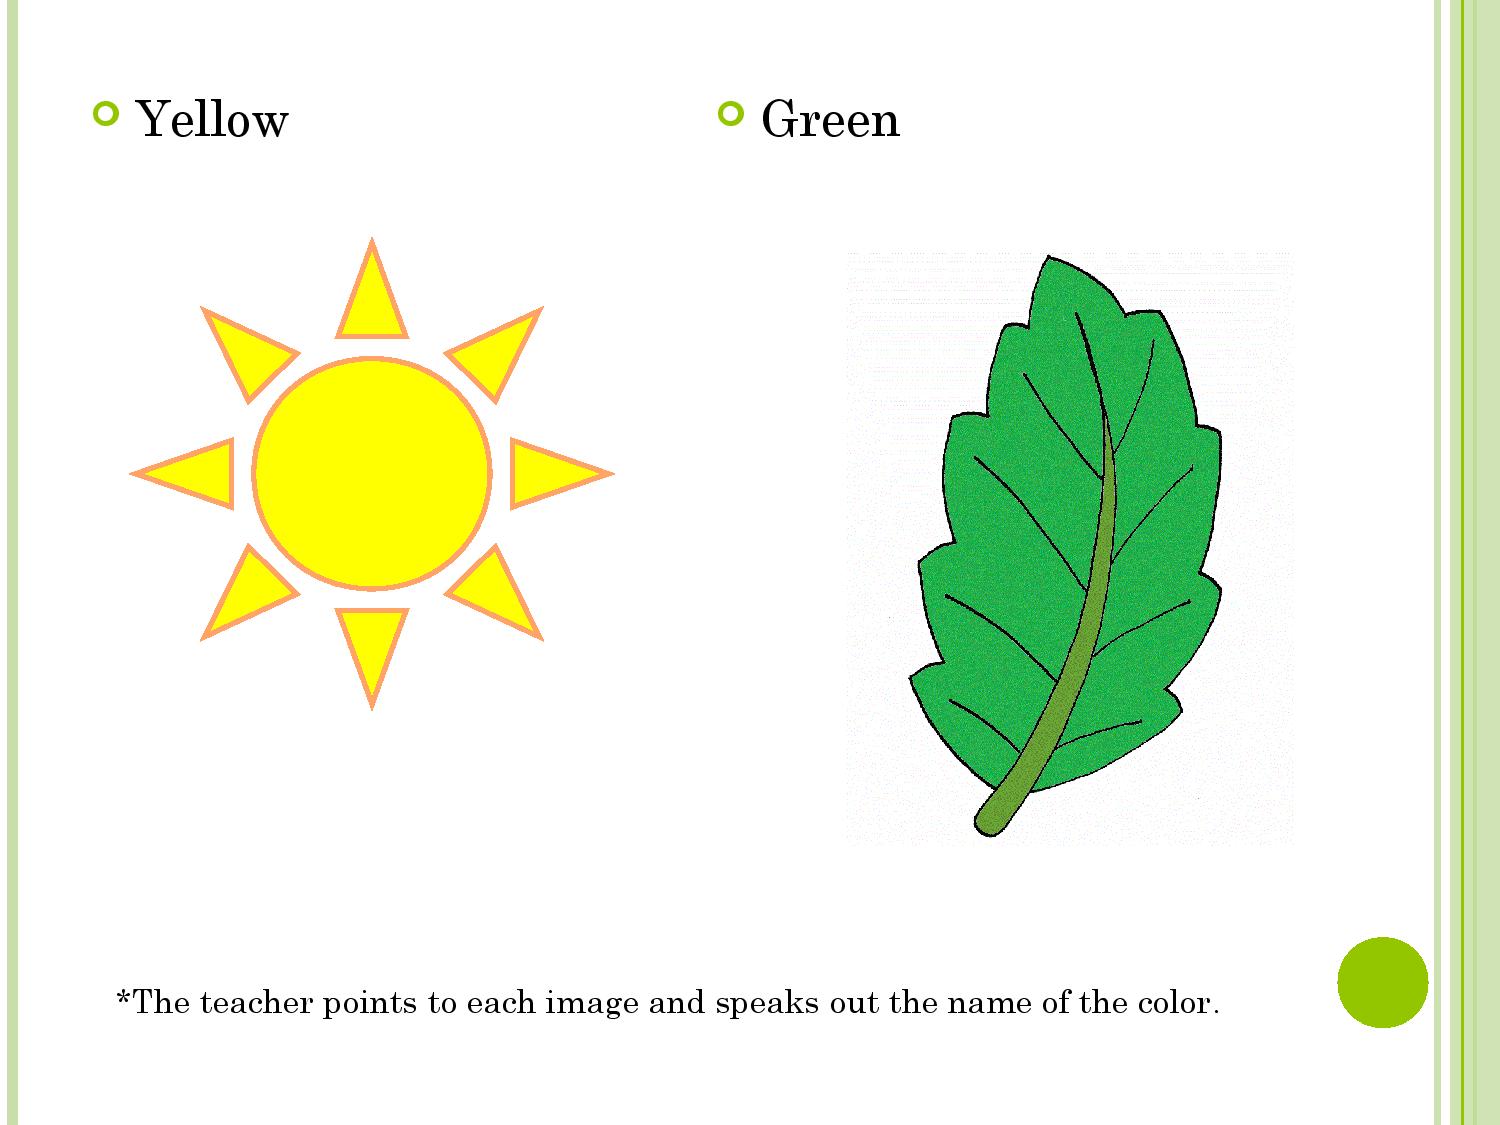 Yellow
Green
*The teacher points to each image and speaks out the name of the color.